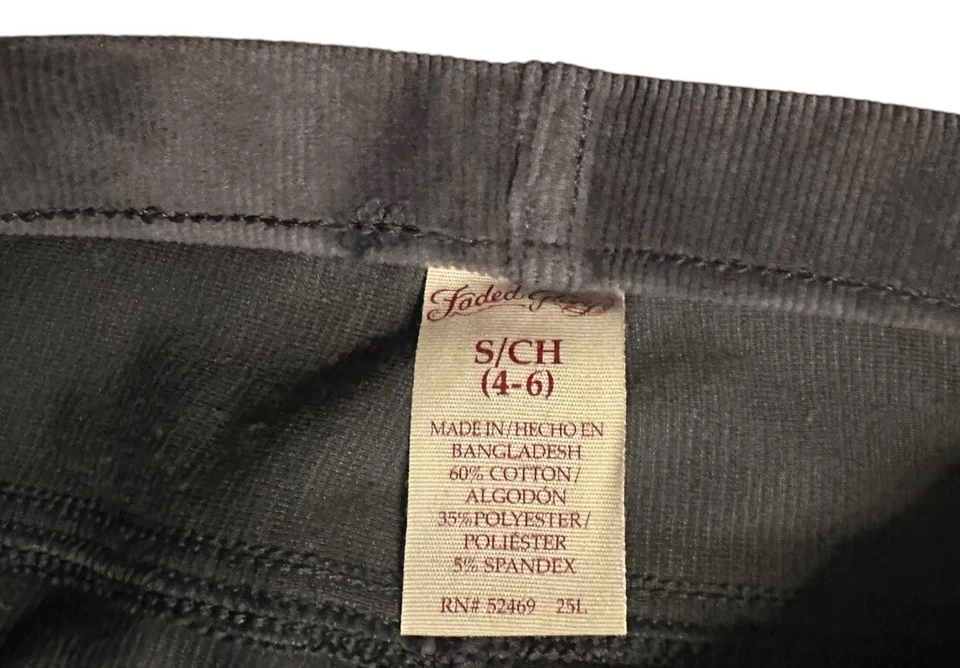 Faded Glory
S/CH
(4-6)
MADE IN/HECHO EN
BANGLADESH
60% COTTON/
ALGODÓN
35% POLYESTER/
POLIÉSTER
5% SPANDEX
RN# 52469 25L